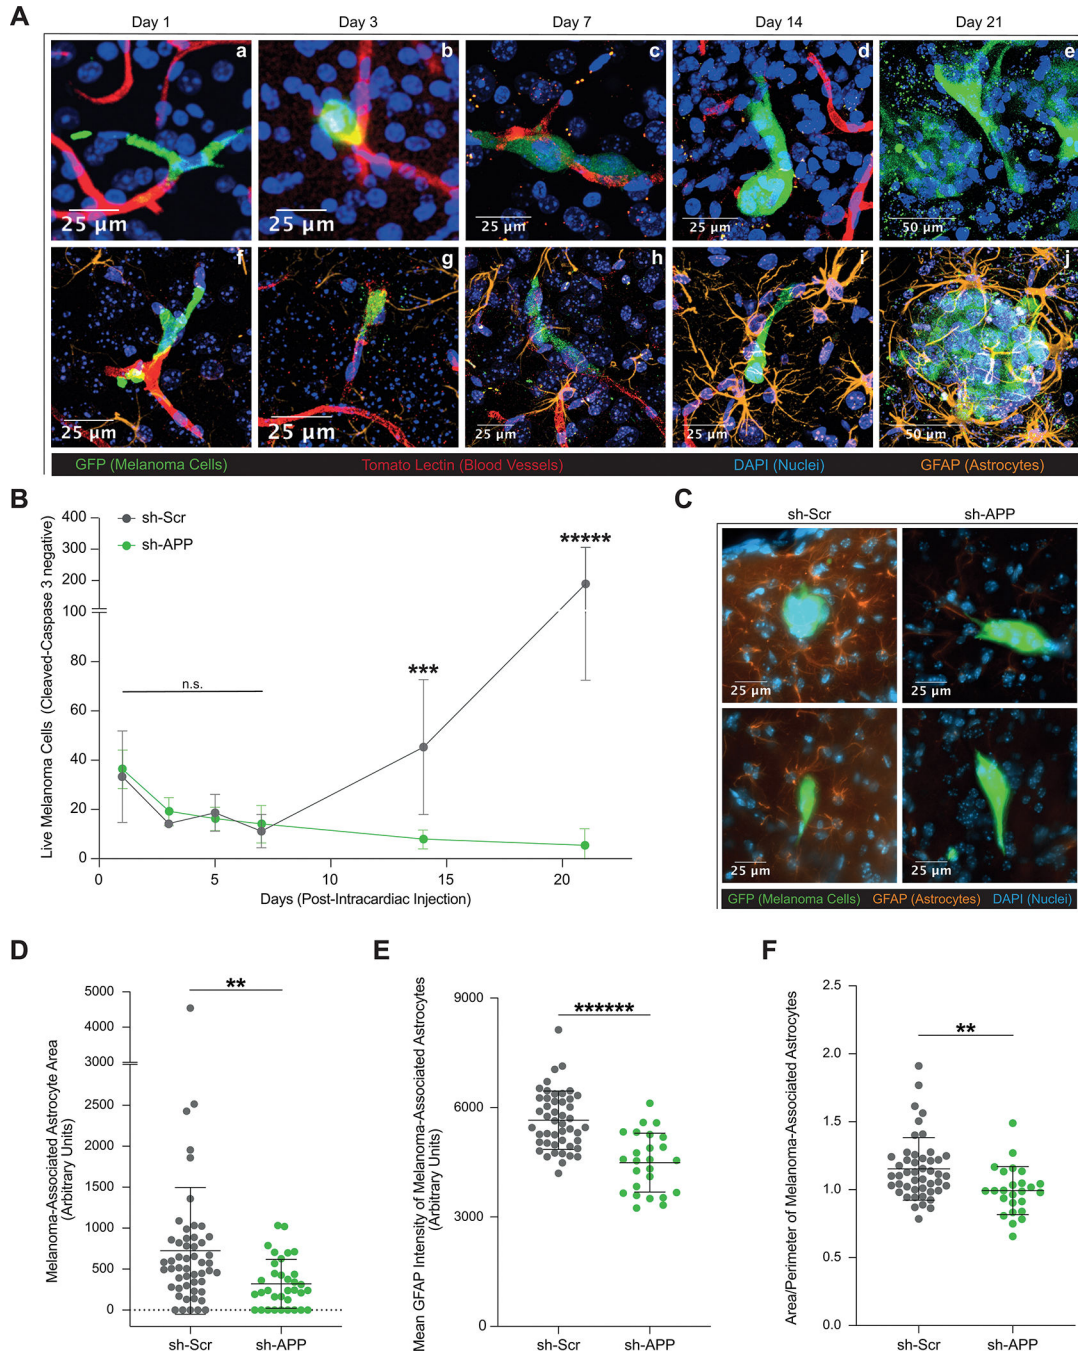 A
Day 1 Day 3 Day 7 Day 14 Day 21
a b c d e
25 µm 25 µm 25 µm 25 µm 50 µm
f g h i j
25 µm 25 µm 25 µm 25 µm 50 µm
GFP (Melanoma Cells) Tomato Lectin (Blood Vessels) DAPI (Nuclei) GFAP (Astrocytes)
B
Live Melanoma Cells (Cleaved-Caspase 3 negative)
400
300
200
100
80
60
40
20
0
sh-Scr
sh-APP
n.s.
***
*****
0 5 10 15 20
Days (Post-Intracardiac Injection)
C
sh-Scr sh-APP
25 µm 25 µm
25 µm 25 µm
GFP (Melanoma Cells) GFAP (Astrocytes) DAPI (Nuclei)
D
Melanoma-Associated Astrocyte Area
(Arbitrary Units)
5000
4000
3000
2500
2000
1500
1000
500
0
**
sh-Scr sh-APP
E
Mean GFAP Intensity of Melanoma-Associated Astrocytes
(Arbitrary Units)
9000
6000
3000
0
******
sh-Scr sh-APP
F
Area/Perimeter of Melanoma-Associated Astrocytes
2.5
2.0
1.5
1.0
0.5
0.0
**
sh-Scr sh-APP